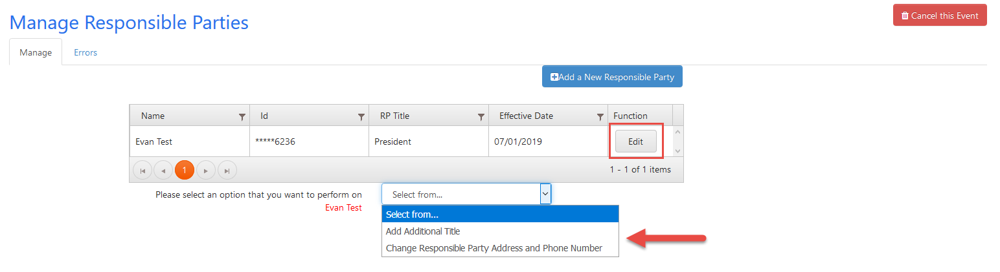 Manage Responsible Parties
Cancel this Event
Manage Errors
Add a New Responsible Party
Name Id RP Title Effective Date Function
Evan Test *****6236 President 07/01/2019 Edit
1 1 - 1 of 1 items
Please select an option that you want to perform on Select from...
Evan Test
Select from...
Add Additional Title
Change Responsible Party Address and Phone Number